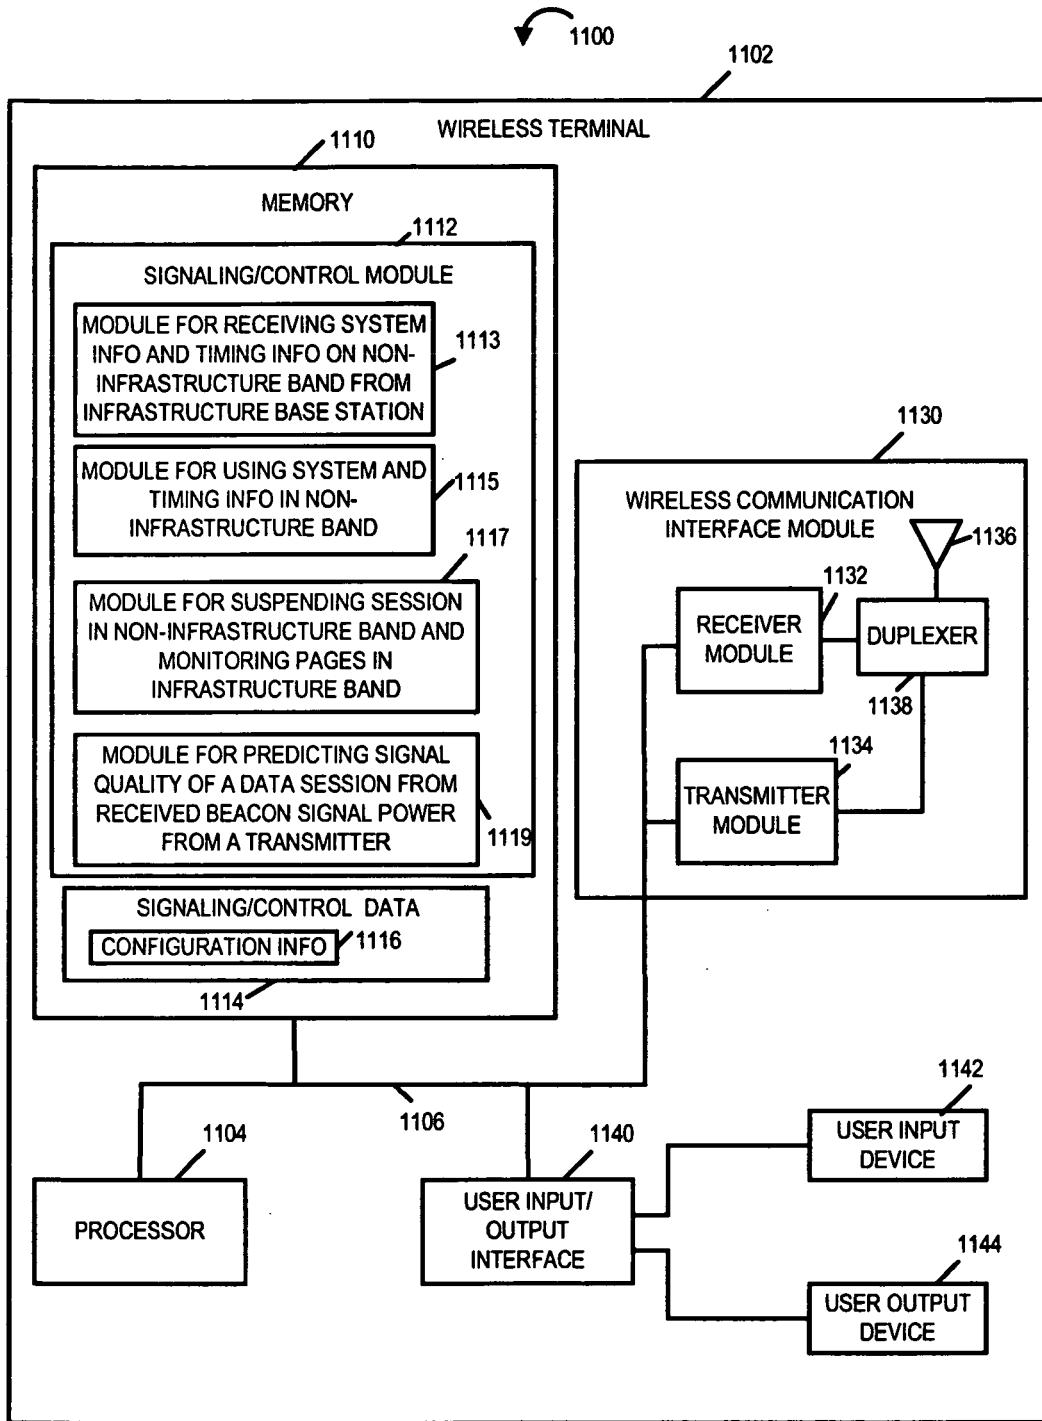 1100
1102
WIRELESS TERMINAL
1110
MEMORY
1112
SIGNALING/CONTROL MODULE
MODULE FOR RECEIVING SYSTEM
INFO AND TIMING INFO ON NON-
INFRASTRUCTURE BAND FROM
INFRASTRUCTURE BASE STATION
1113
MODULE FOR USING SYSTEM AND
TIMING INFO IN NON-
INFRASTRUCTURE BAND
1115
1117
MODULE FOR SUSPENDING SESSION
IN NON-INFRASTRUCTURE BAND AND
MONITORING PAGES IN
INFRASTRUCTURE BAND
MODULE FOR PREDICTING SIGNAL
QUALITY OF A DATA SESSION FROM
RECEIVED BEACON SIGNAL POWER
FROM A TRANSMITTER
1119
SIGNALING/CONTROL DATA
CONFIGURATION INFO
1116
1114
1130
WIRELESS COMMUNICATION
INTERFACE MODULE
1136
1132
RECEIVER
MODULE
DUPLEXER
1138
1134
TRANSMITTER
MODULE
1106
1104
PROCESSOR
1140
USER INPUT/
OUTPUT
INTERFACE
1142
USER INPUT
DEVICE
1144
USER OUTPUT
DEVICE